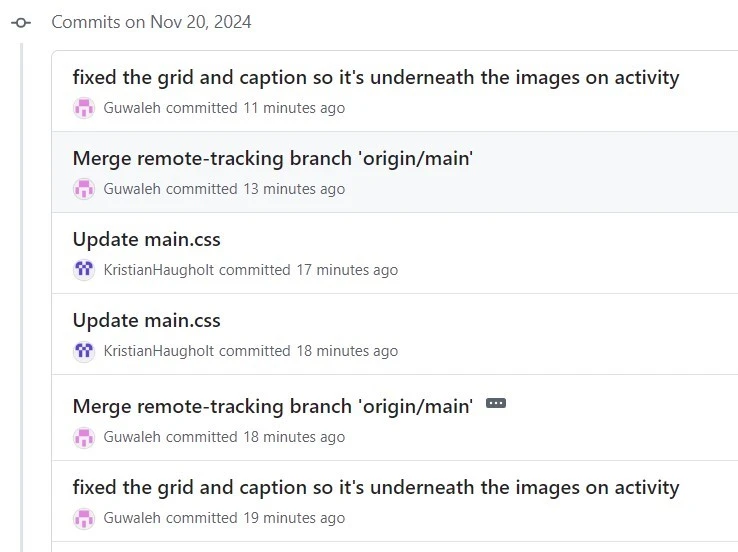 Commits on Nov 20, 2024
fixed the grid and caption so it's underneath the images on activity
Guwaleh committed 11 minutes ago
Merge remote-tracking branch 'origin/main'
Guwaleh committed 13 minutes ago
Update main.css
KristianHaugholt committed 17 minutes ago
Update main.css
KristianHaugholt committed 18 minutes ago
Merge remote-tracking branch 'origin/main'
Guwaleh committed 18 minutes ago
fixed the grid and caption so it's underneath the images on activity
Guwaleh committed 19 minutes ago